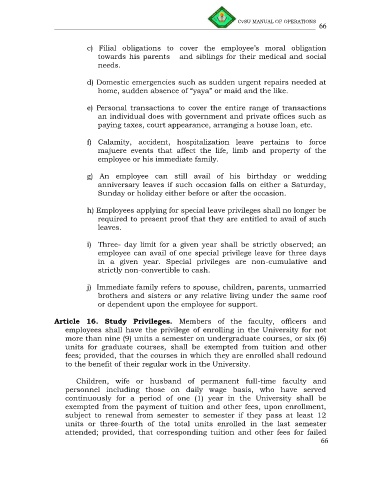 CvSU MANUAL OF OPERATIONS
66
c) Filial obligations to cover the employee's moral obligation
towards his parents and siblings for their medical and social
needs.
d) Domestic emergencies such as sudden urgent repairs needed at
home, sudden absence of "yaya" or maid and the like.
e) Personal transactions to cover the entire range of transactions
an individual does with government and private offices such as
paying taxes, court appearance, arranging a house loan, etc.
f) Calamity, accident, hospitalization leave pertains to force
majuere events that affect the life, limb and property of the
employee or his immediate family.
g) An employee can still avail of his birthday or wedding
anniversary leaves if such occasion falls on either a Saturday,
Sunday or holiday either before or after the occasion.
h) Employees applying for special leave privileges shall no longer be
required to present proof that they are entitled to avail of such
leaves.
i) Three- day limit for a given year shall be strictly observed; an
employee can avail of one special privilege leave for three days
in a given year. Special privileges are non-cumulative and
strictly non-convertible to cash.
j) Immediate family refers to spouse, children, parents, unmarried
brothers and sisters or any relative living under the same roof
or dependent upon the employee for support.
Article 16. Study Privileges. Members of the faculty, officers and
employees shall have the privilege of enrolling in the University for not
more than nine (9) units a semester on undergraduate courses, or six (6)
units for graduate courses, shall be exempted from tuition and other
fees; provided, that the courses in which they are enrolled shall redound
to the benefit of their regular work in the University.
Children, wife or husband of permanent full-time faculty and
personnel including those on daily wage basis, who have served
continuously for a period of one (1) year in the University shall be
exempted from the payment of tuition and other fees, upon enrollment,
subject to renewal from semester to semester if they pass at least 12
units or three-fourth of the total units enrolled in the last semester
attended; provided, that corresponding tuition and other fees for failed
66